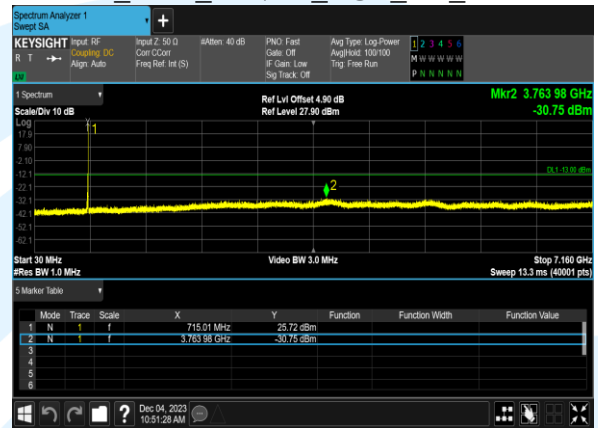 Spectrum Analyzer 1
Swept SA
KEYSIGHT Input: RF Input Z: 50 Ω #Atten: 40 dB PNO: Fast Avg Type: Log-Power 1 2 3 4 5 6
R T Coupling: DC Corr CCorr Gate: Off Avg|Hold: 100/100 M W W W W W
Align: Auto Freq Ref: Int (S) IF Gain: Low Trig: Free Run
Sig Track: Off P N N N N N
1 Spectrum Ref Lvl Offset 4.90 dB Mkr2 3.763 98 GHz
Scale/Div 10 dB Ref Level 27.90 dBm -30.75 dBm
Log
17.9
7.90
-2.10
-12.1
-22.1
-32.1
-42.1
-52.1
-62.1
1
DL1 -13.00 dBm
2
Start 30 MHz Video BW 3.0 MHz Stop 7.160 GHz
#Res BW 1.0 MHz Sweep 13.3 ms (40001 pts)
5 Marker Table
Mode Trace Scale X Y Function Function Width Function Value
1 N 1 f 715.01 MHz 25.72 dBm
2 N 1 f 3.763 98 GHz -30.75 dBm
3
4
5
6
? Dec 04, 2023
10:51:28 AM